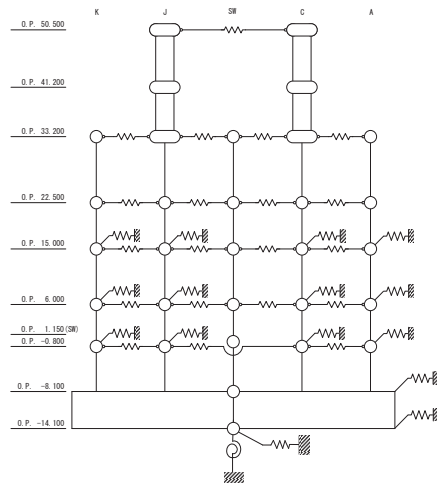 K J SW C A
O.P. 50.500
O.P. 41.200
O.P. 33.200
O.P. 22.500
O.P. 15.000
O.P. 6.000
O.P. 1.150(SW)
O.P. -0.800
O.P. -8.100
O.P. -14.100